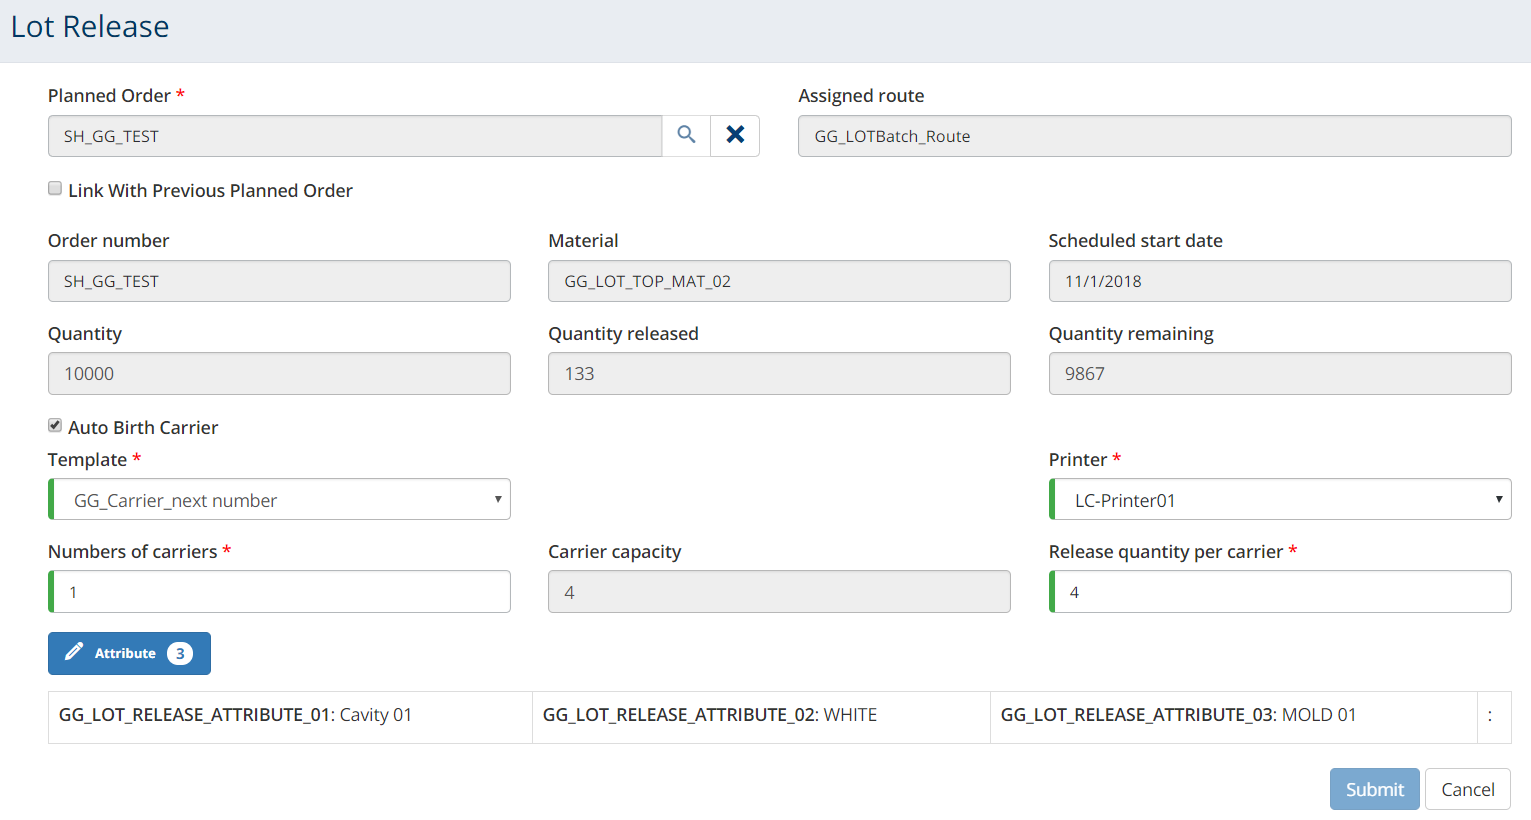 Lot Release
Planned Order *
Assigned route
SH_GG_TEST
GG_LOTBatch_Route
Link With Previous Planned Order
Order number
Material
Scheduled start date
SH_GG_TEST
GG_LOT_TOP_MAT_02
11/1/2018
Quantity
Quantity released
Quantity remaining
10000
133
9867
Auto Birth Carrier
Template *
Printer *
GG_Carrier_next number
LC-Printer01
Numbers of carriers *
Carrier capacity
Release quantity per carrier *
1
4
4
Attribute 3
GG_LOT_RELEASE_ATTRIBUTE_01: Cavity 01
GG_LOT_RELEASE_ATTRIBUTE_02: WHITE
GG_LOT_RELEASE_ATTRIBUTE_03: MOLD 01
:
Submit
Cancel